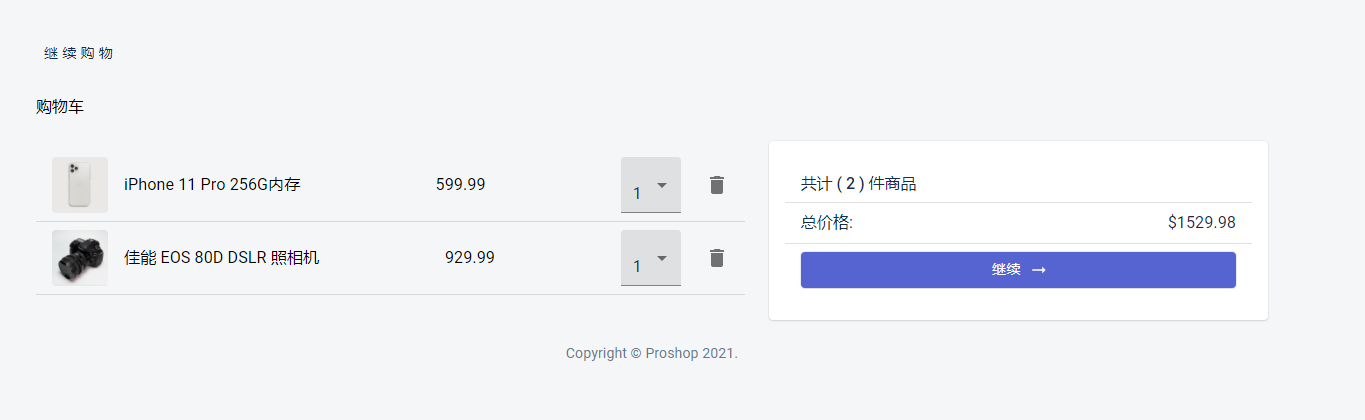 继续购物
购物车
iPhone 11 Pro 256G内存 599.99 1
佳能 EOS 80D DSLR 照相机 929.99 1
共计 ( 2 ) 件商品
总价格: $1529.98
继续 →
Copyright © Proshop 2021.